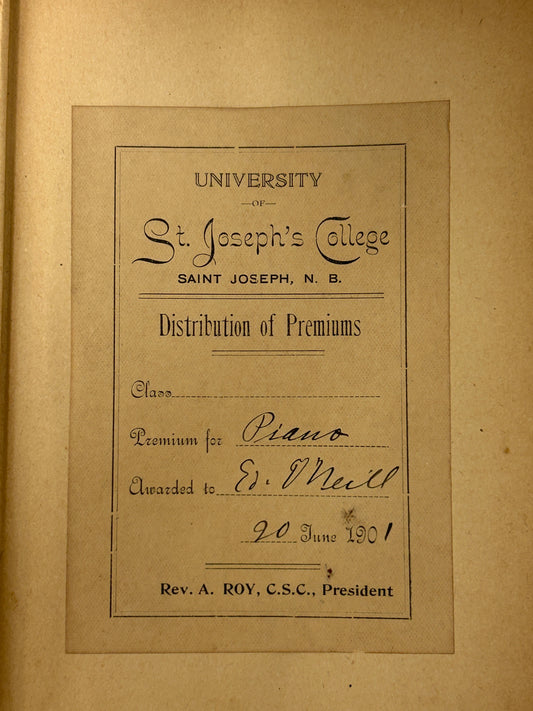 UNIVERSITY
—OF—
St. Joseph's College
SAINT JOSEPH, N. B.
Distribution of Premiums
Class
Premium for Piano
Awarded to Ed. O'Neill
20 June 1901
Rev. A. ROY, C.S.C., President